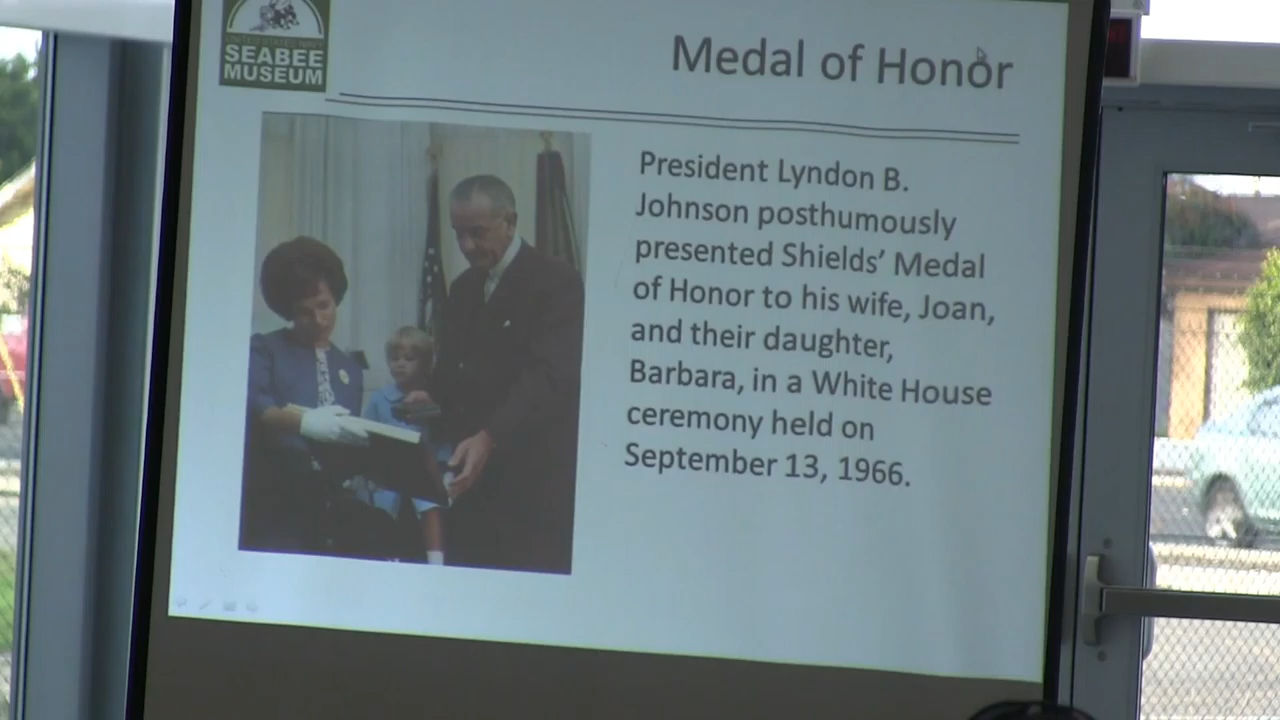 SEABEE
MUSEUM
Medal of Honor
President Lyndon B.
Johnson posthumously
presented Shields’ Medal
of Honor to his wife, Joan,
and their daughter,
Barbara, in a White House
ceremony held on
September 13, 1966.